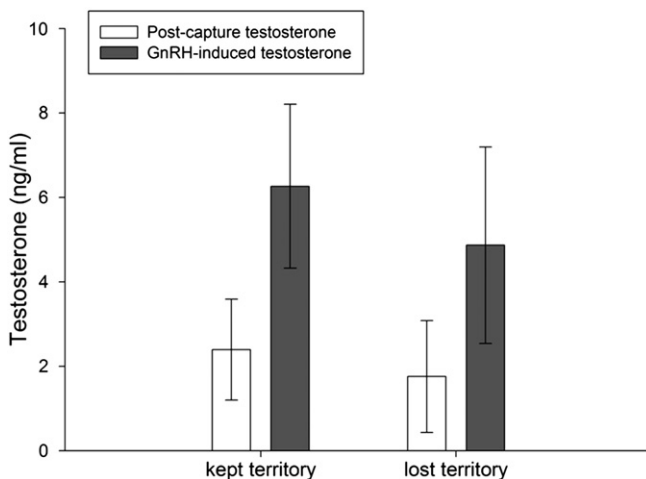 10
Post-capture testosterone
GnRH-induced testosterone
8
6
4
2
0
Testosterone (ng/ml)
kept territory
lost territory